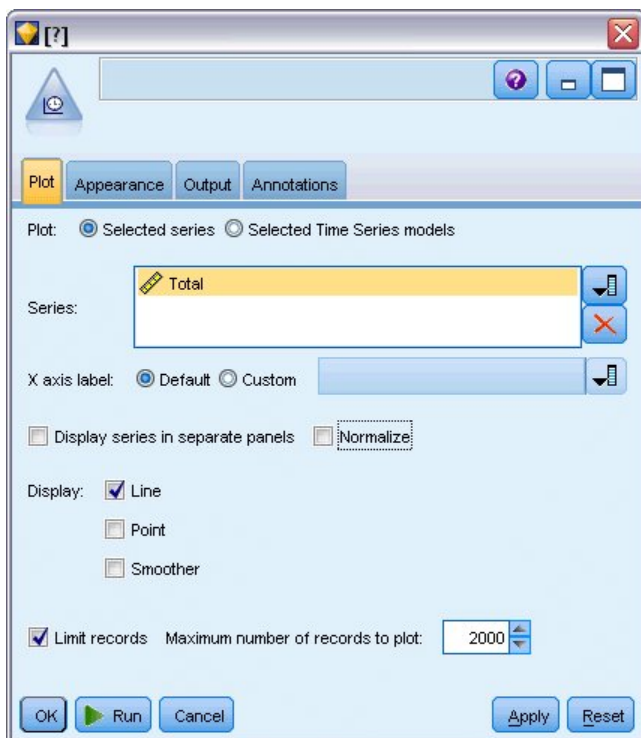 [?]
Plot Appearance Output Annotations
Plot: Selected series Selected Time Series models
Total
Series:
X axis label: Default Custom
Display series in separate panels Normalize
Display: Line
Point
Smoother
Limit records Maximum number of records to plot: 2000
OK Run Cancel Apply Reset